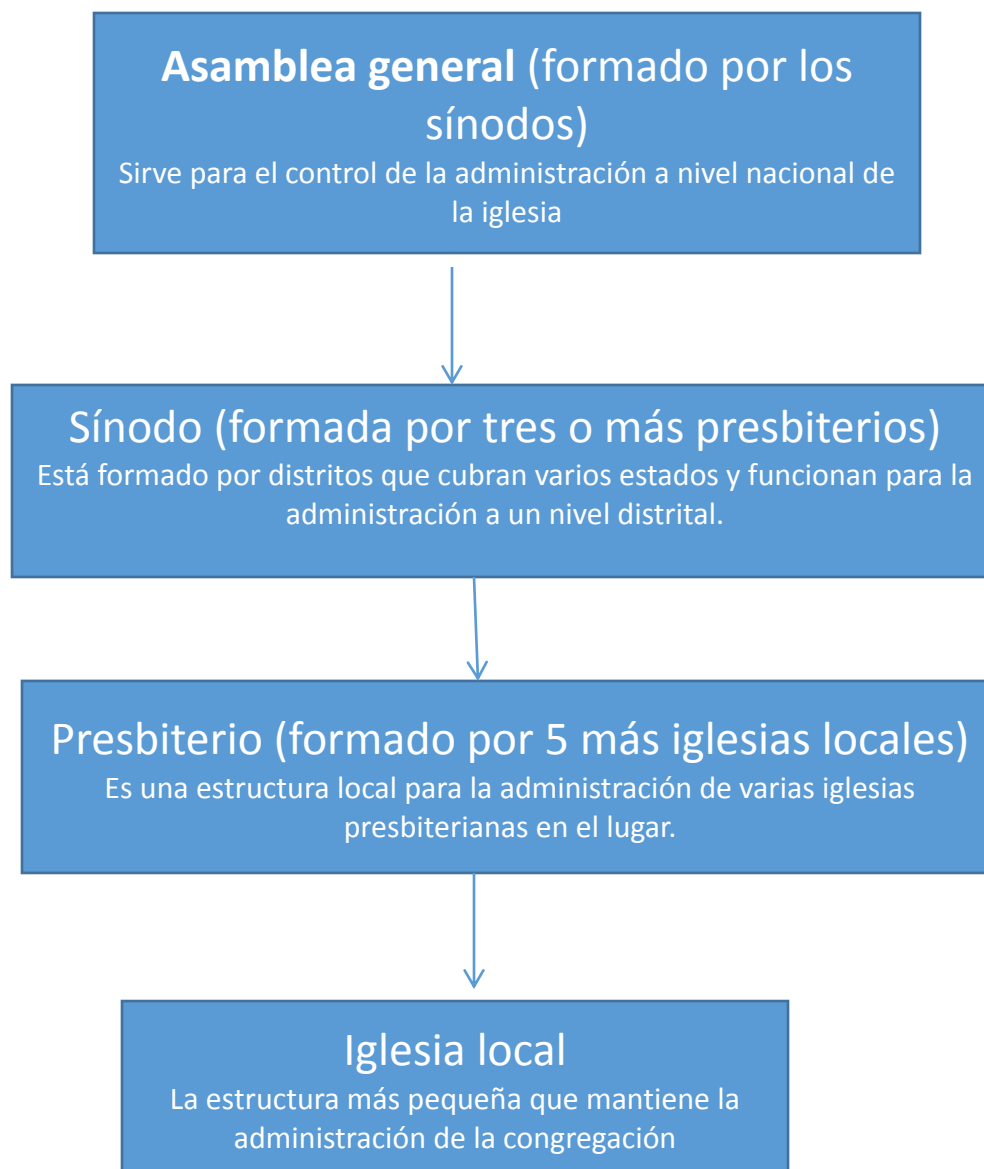 Asamblea general (formado por los
sínodos)
Sirve para el control de la administración a nivel nacional de
la iglesia
Sínodo (formada por tres o más presbiterios)
Está formado por distritos que cubran varios estados y funcionan para la
administración a un nivel distrital.
Presbiterio (formado por 5 más iglesias locales)
Es una estructura local para la administración de varias iglesias
presbiterianas en el lugar.
Iglesia local
La estructura más pequeña que mantiene la
administración de la congregación